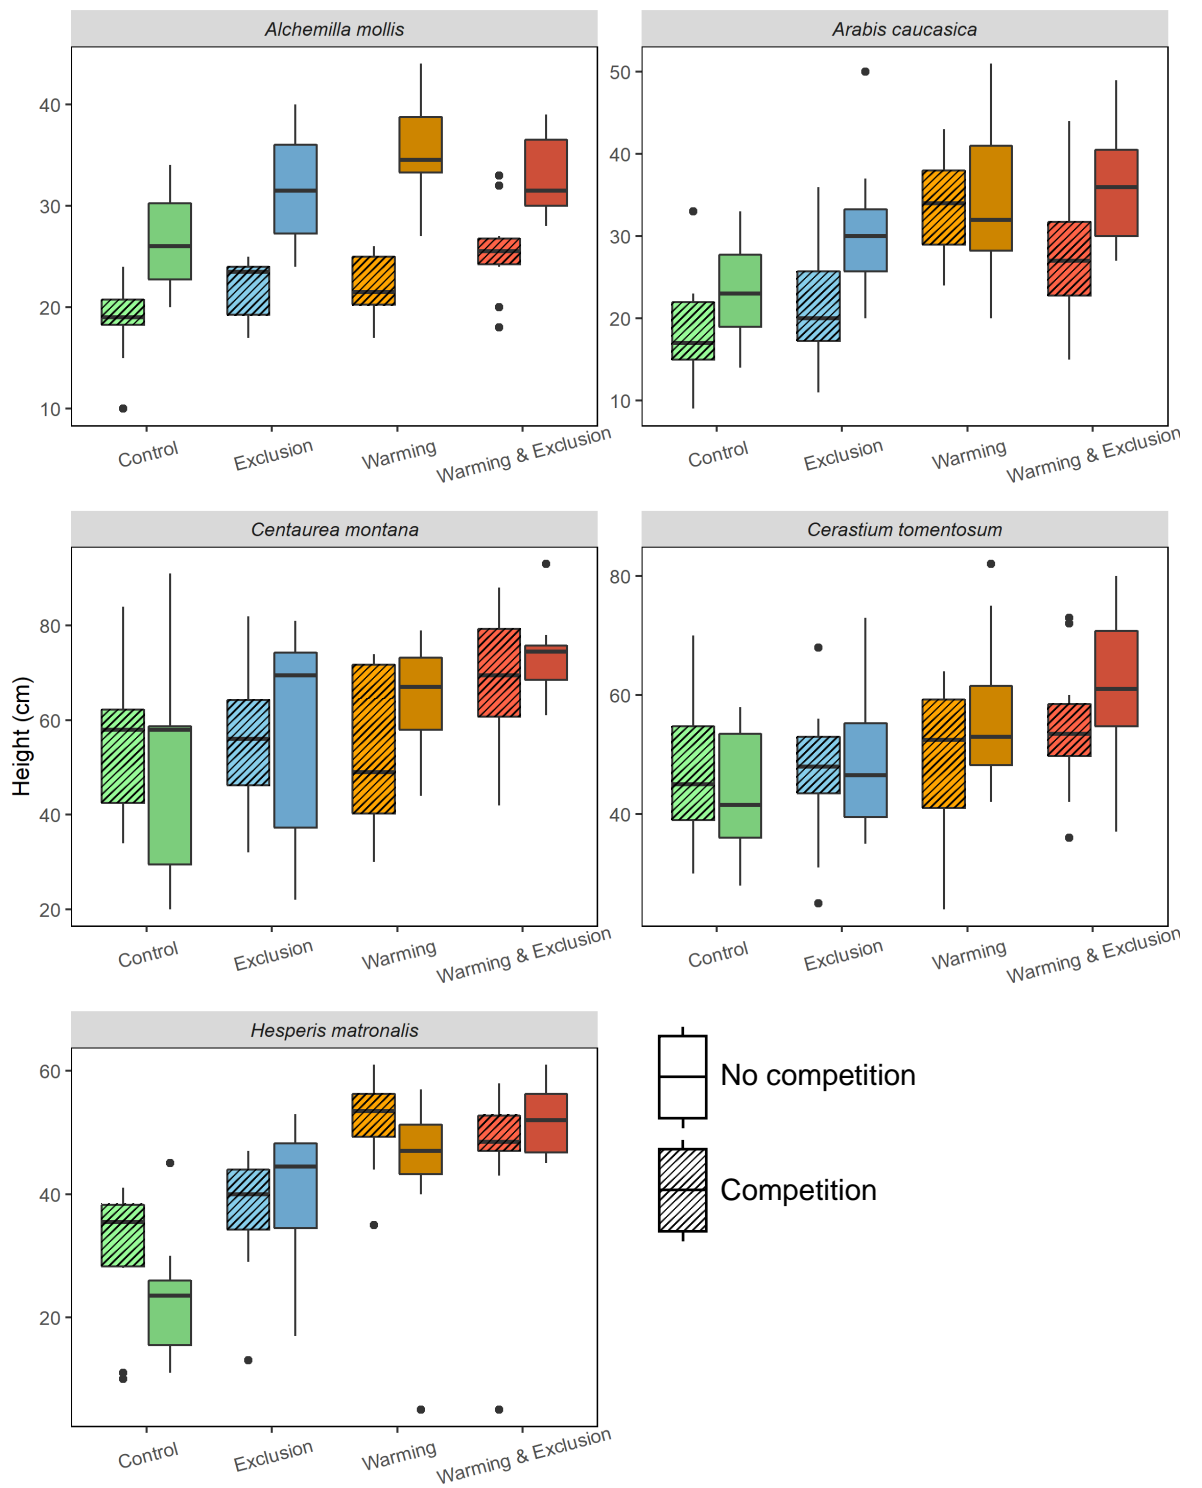 Alchemilla mollis
Arabis caucasica
40
30
20
10
50
40
30
20
10
Control
Exclusion
Warming
Warming & Exclusion
Control
Exclusion
Warming
Warming & Exclusion
Centaurea montana
Cerastium tomentosum
Height (cm)
80
60
40
20
80
60
40
Control
Exclusion
Warming
Warming & Exclusion
Control
Exclusion
Warming
Warming & Exclusion
Hesperis matronalis
60
40
20
Control
Exclusion
Warming
Warming & Exclusion
No competition
Competition